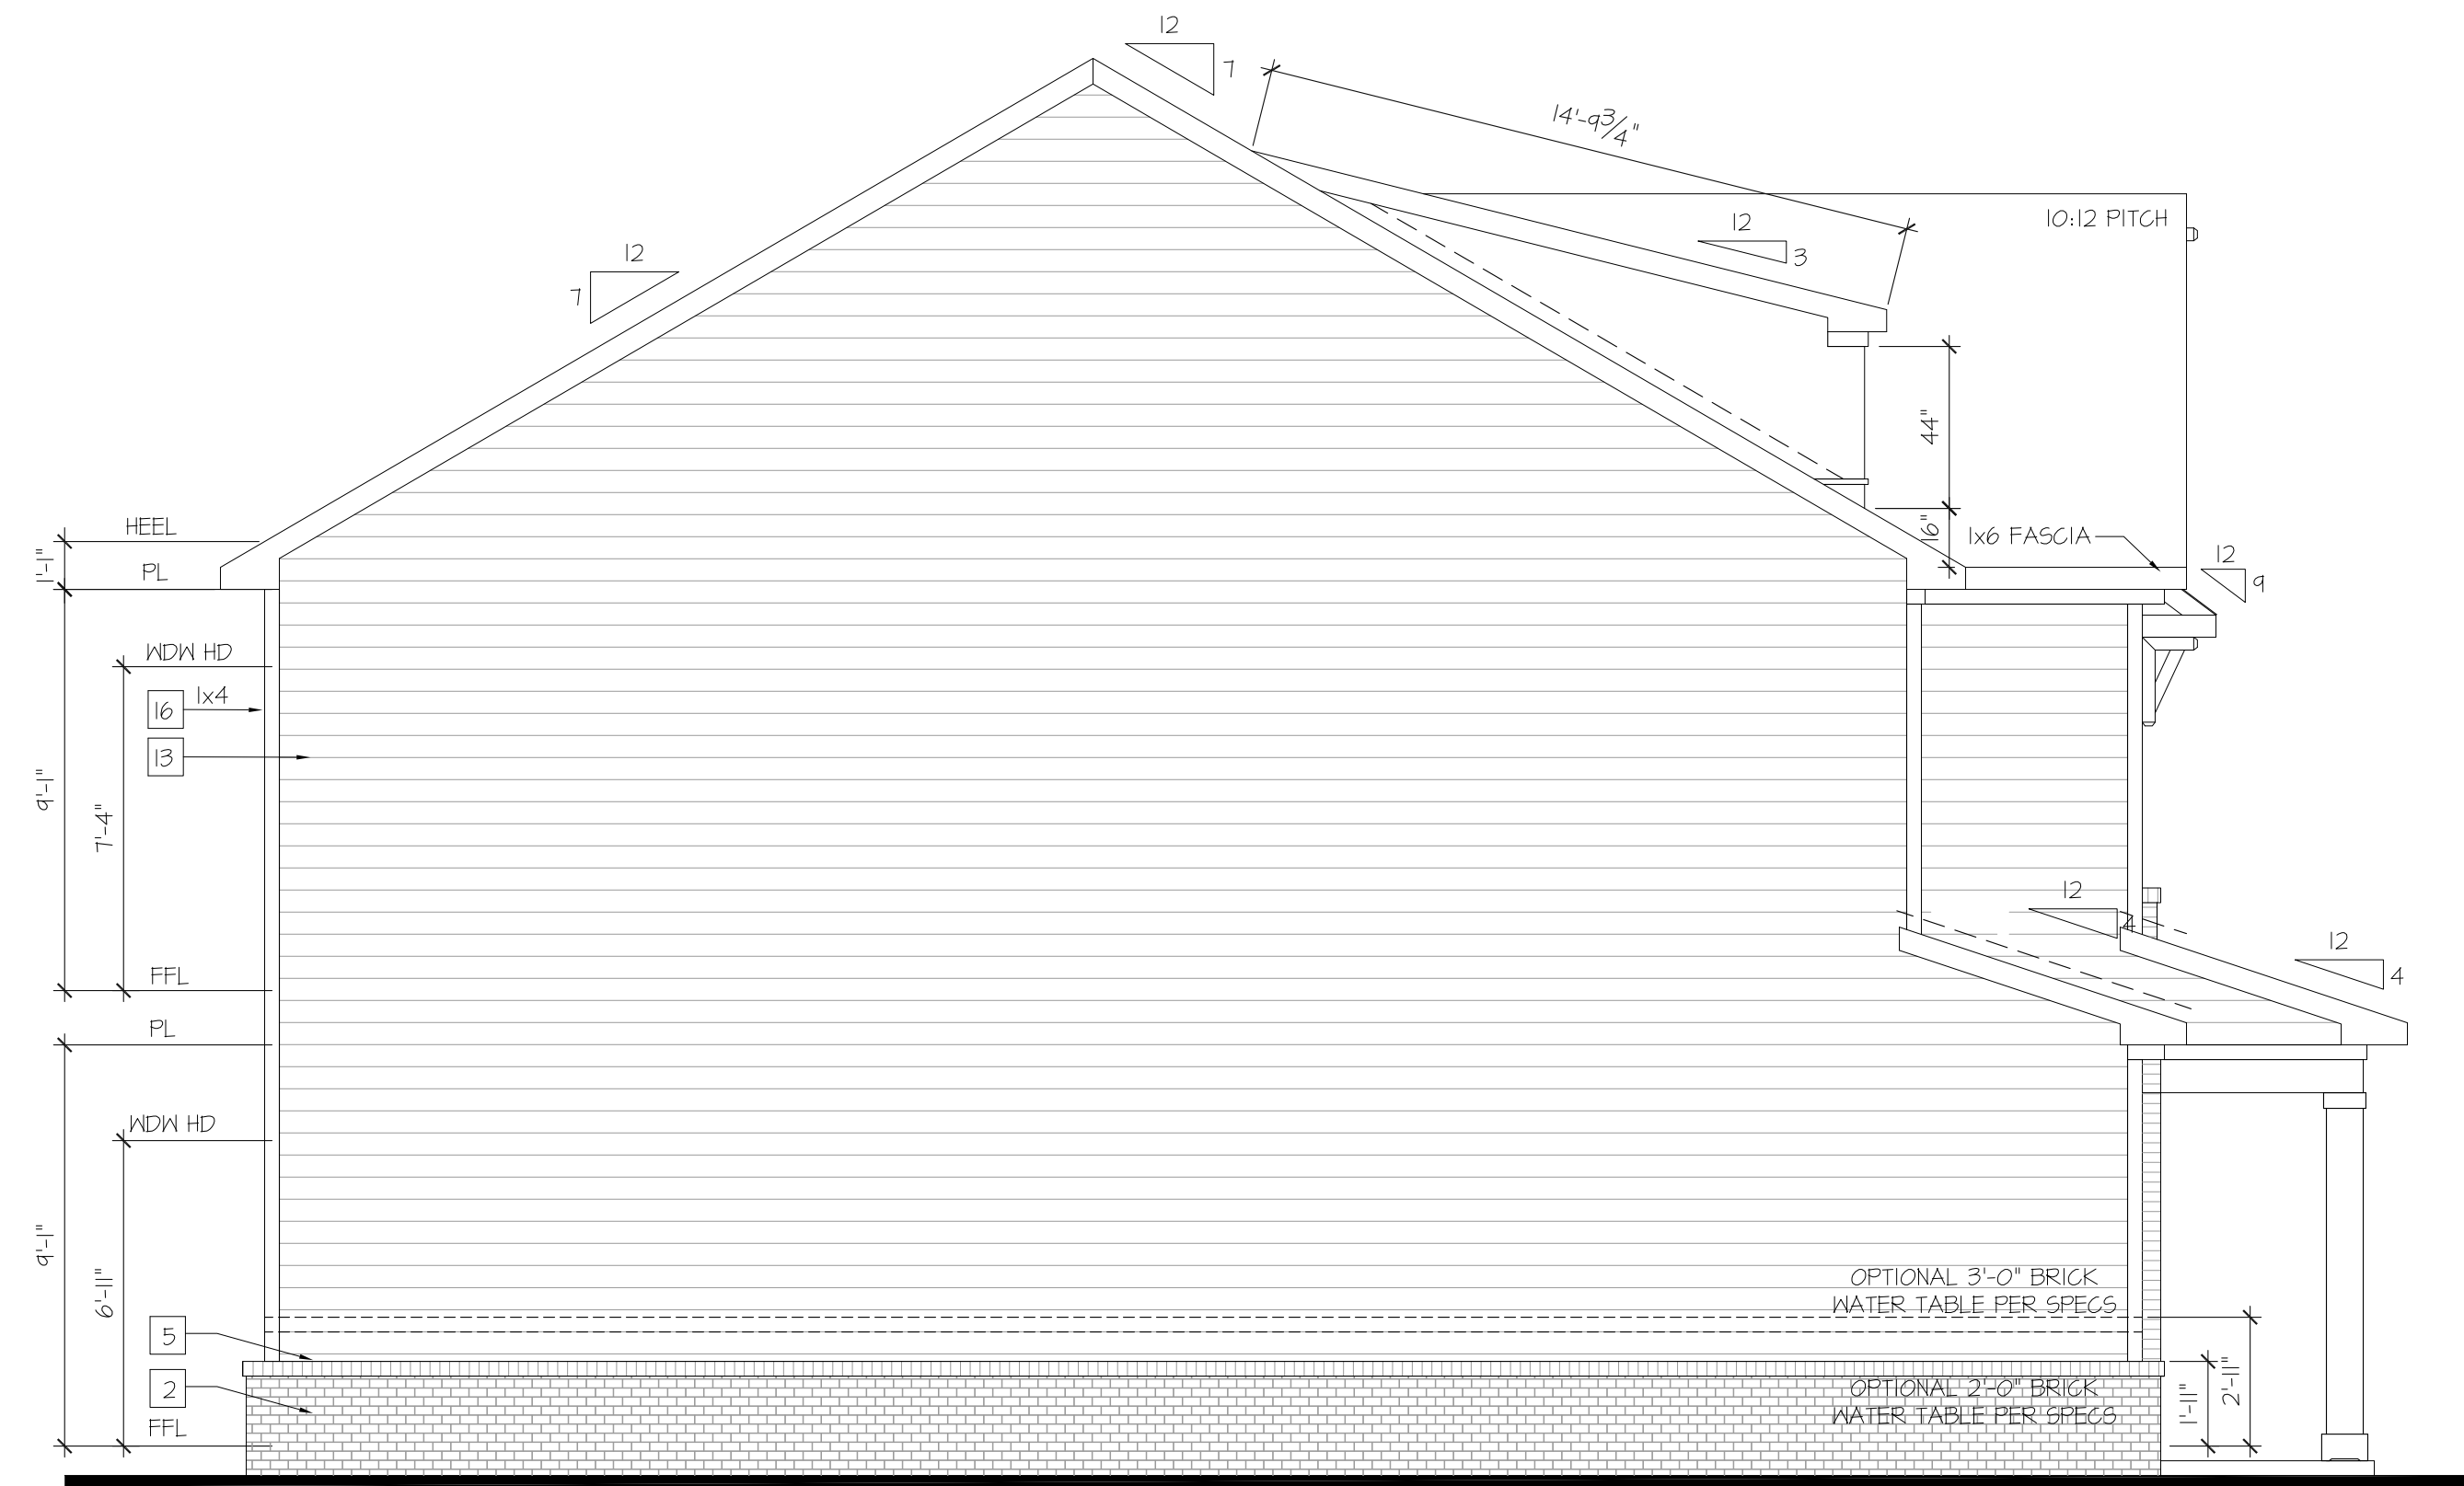 12
7
14'-9 3/4"
10:12 PITCH
12
3
12
7
44"
16"
1x6 FASCIA
12
9
HEEL
1'-1"
PL
WDW HD
16
1x4
13
9'-1"
7'-4"
12
4
12
4
FFL
PL
WDW HD
9'-1"
6'-11"
OPTIONAL 3'-0" BRICK
WATER TABLE PER SPECS
5
2
OPTIONAL 2'-0" BRICK
WATER TABLE PER SPECS
1'-11"
2'-11"
FFL